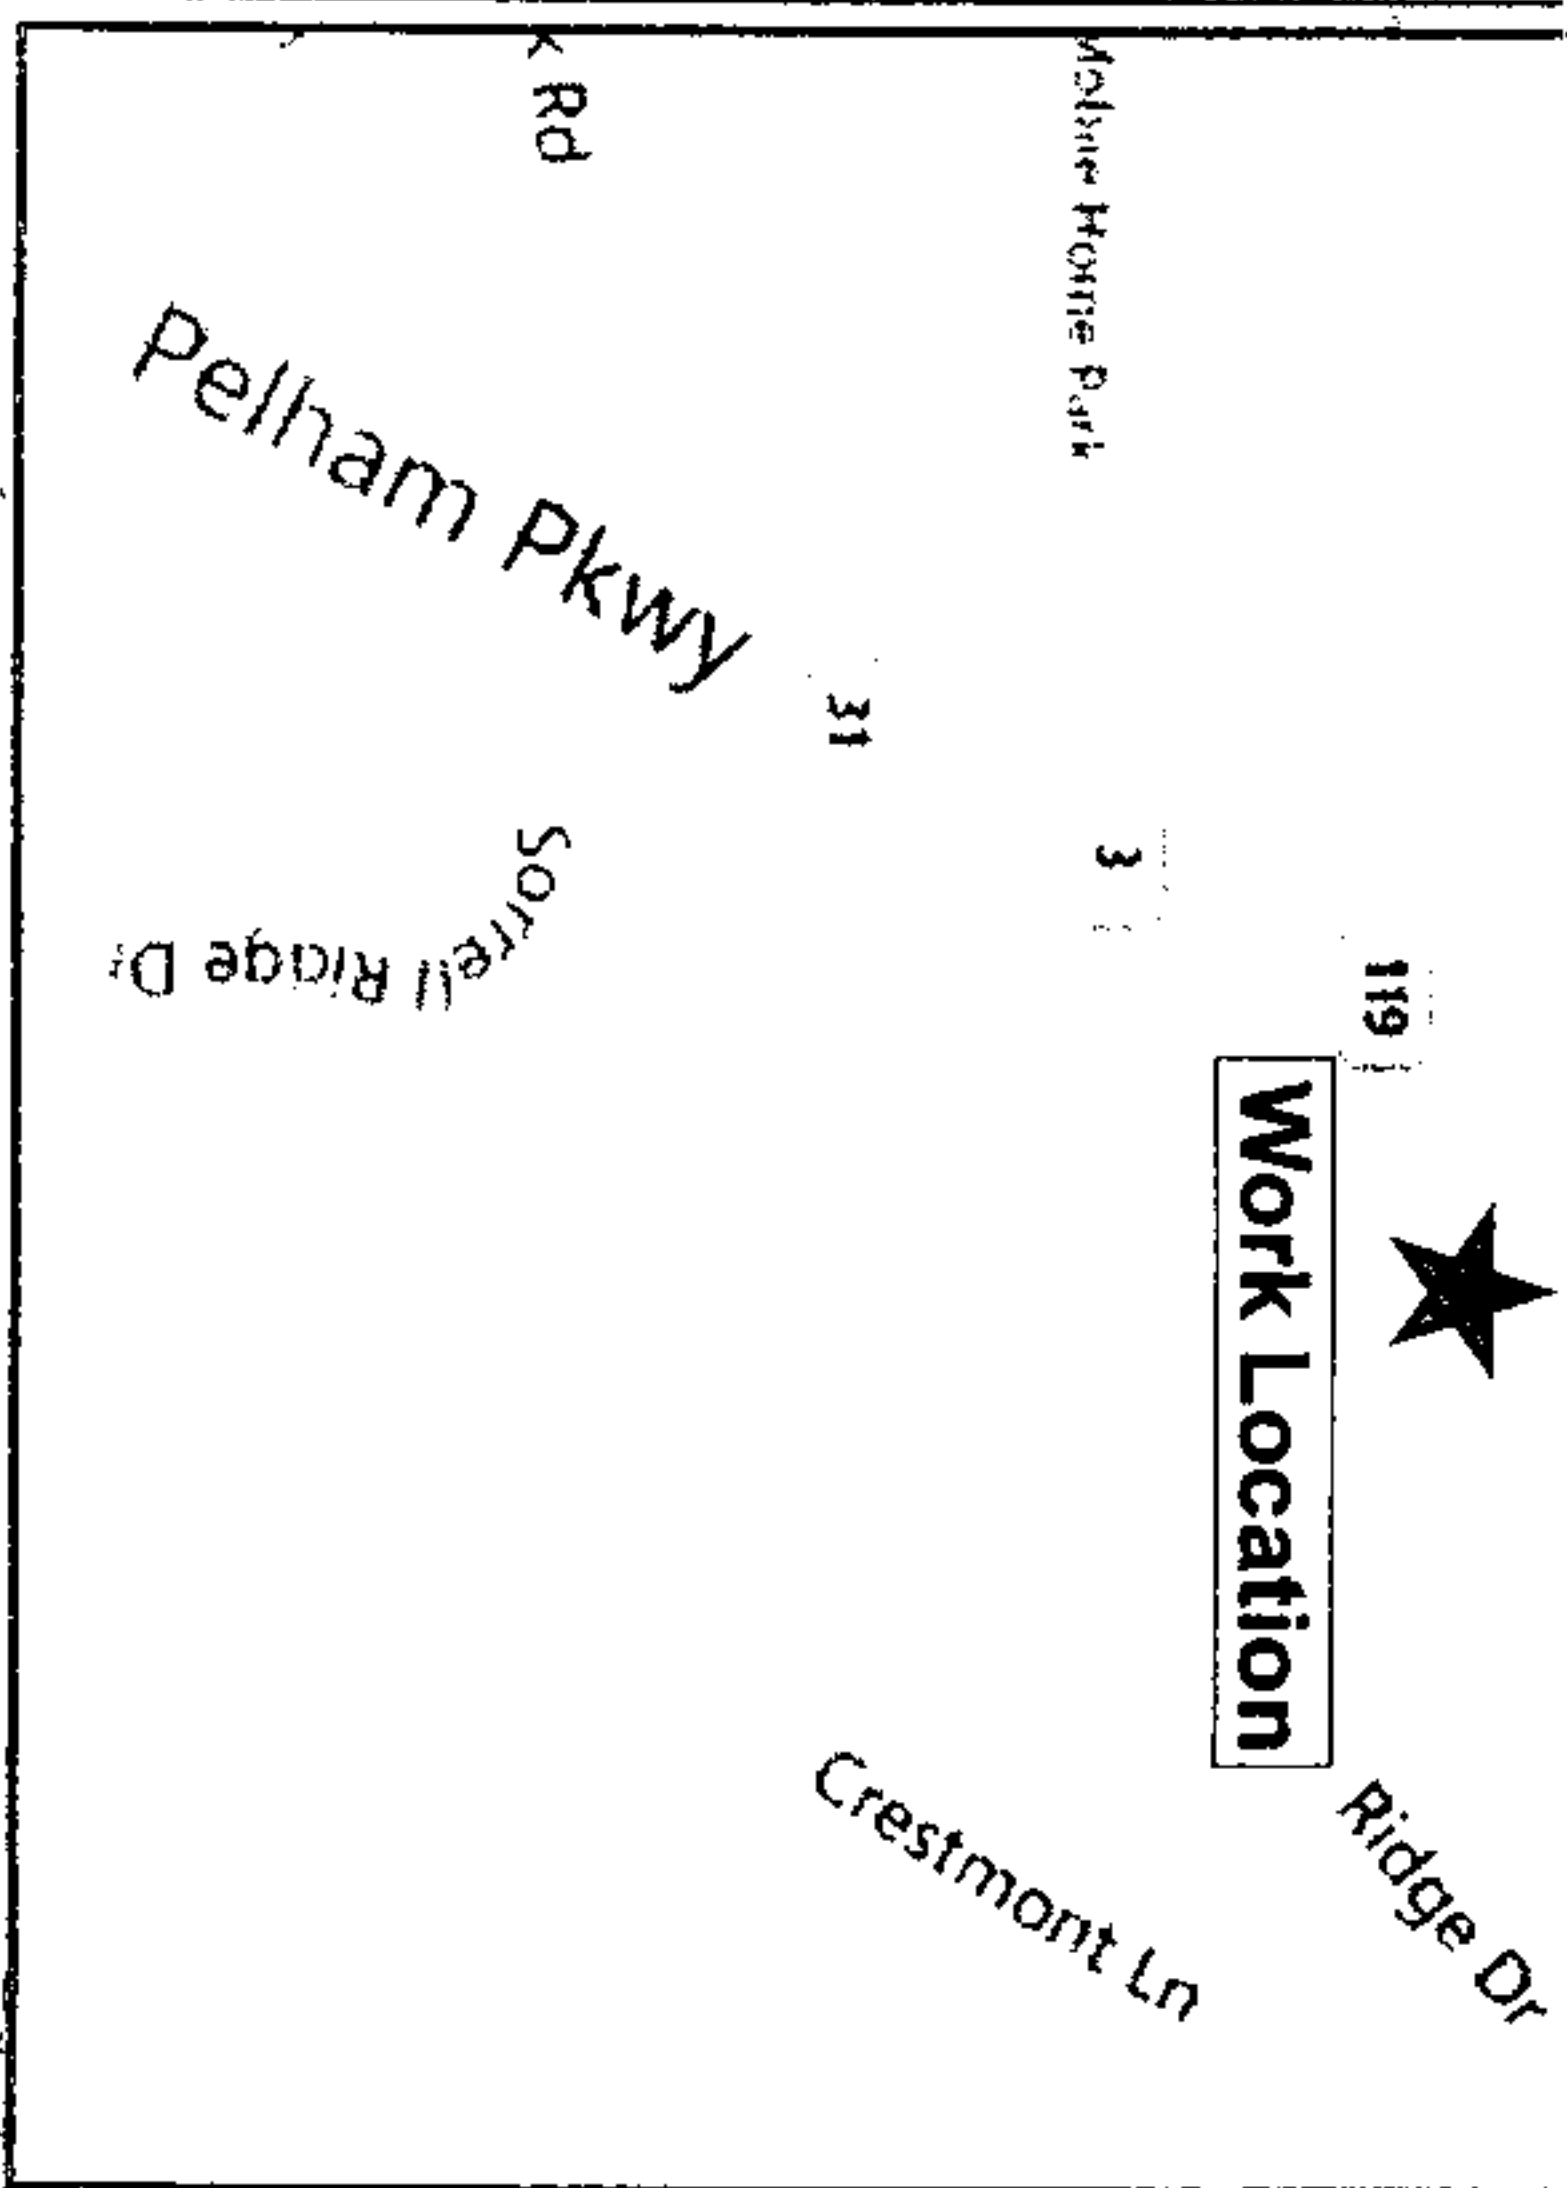 Rd
Mobile Home Park
Pelham Pkwy
31
3
119
Sorrell Ridge Dr
Work Location
Crestmont Ln
Ridge Dr